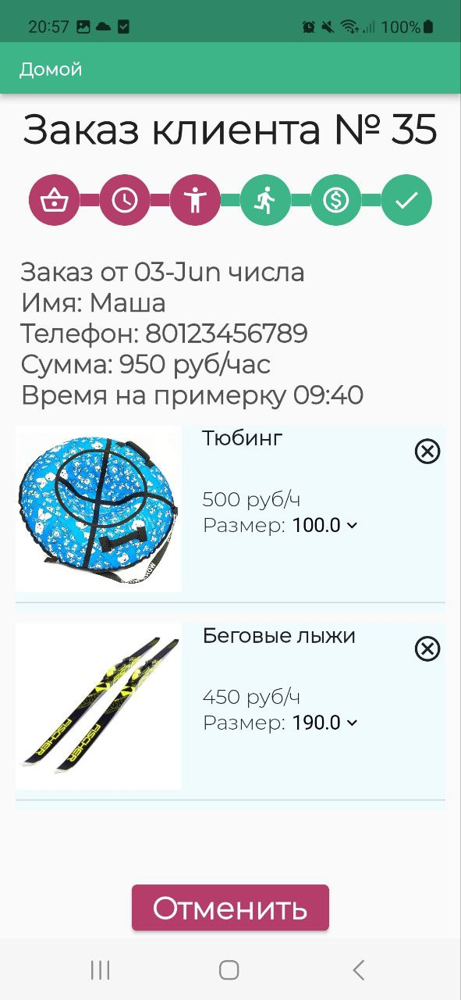 20:57
100%
Домой
Заказ клиента № 35
Заказ от 03-Jun числа
Имя: Маша
Телефон: 80123456789
Сумма: 950 руб/час
Время на примерку 09:40
Тюбинг
500 руб/ч
Размер: 100.0
Беговые лыжи
450 руб/ч
Размер: 190.0
FISCHER
FISCHER
Отменить